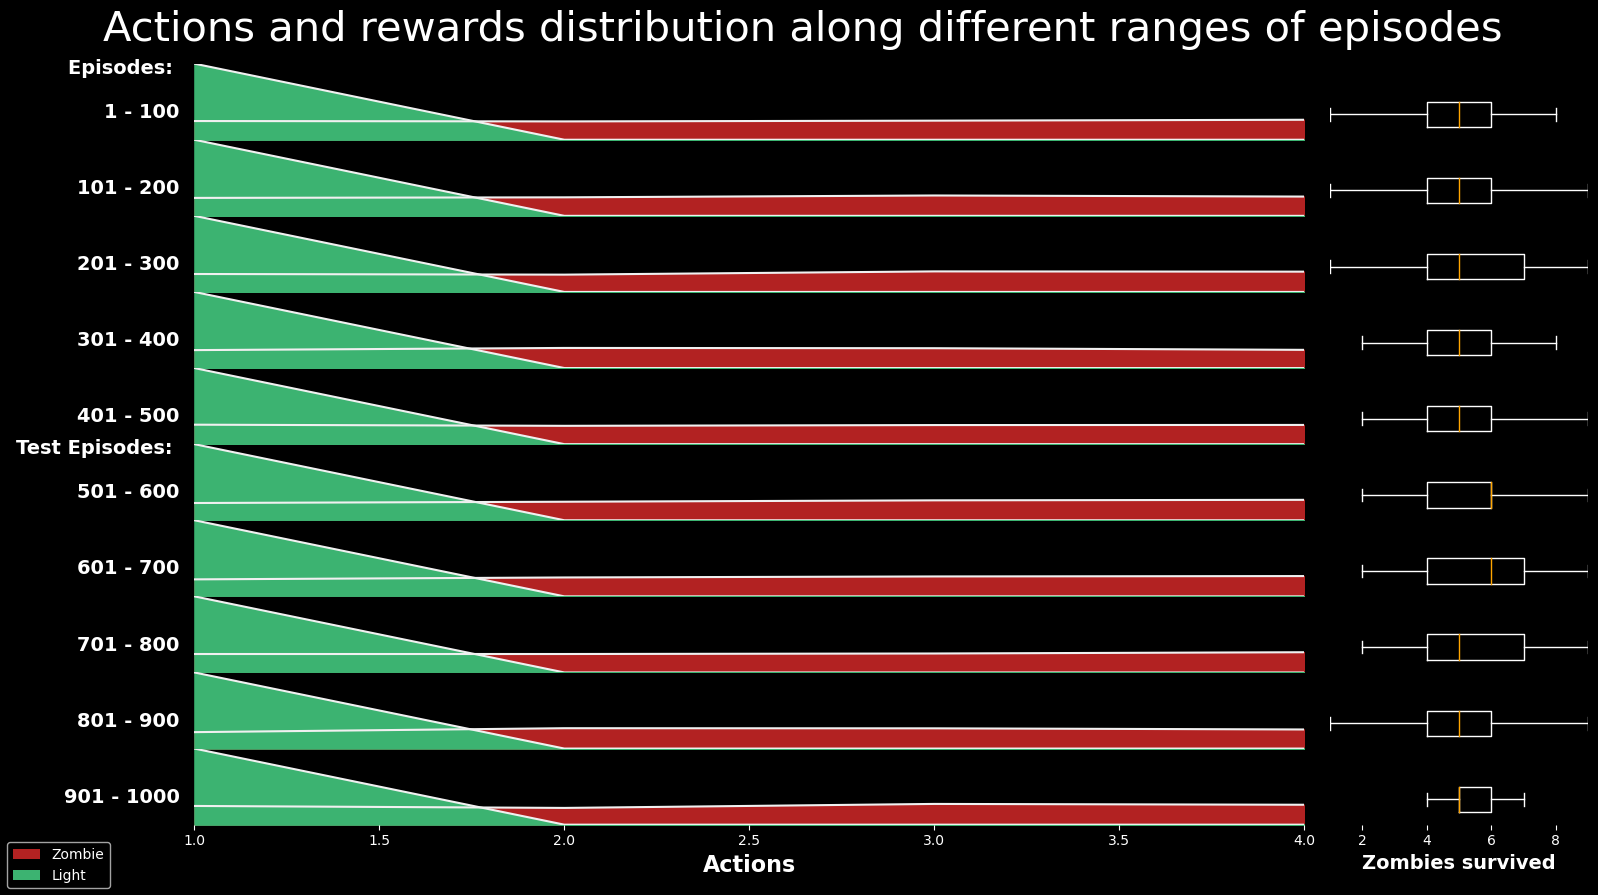 Actions and rewards distribution along different ranges of episodes
Episodes:
1 - 100
101 - 200
201 - 300
301 - 400
401 - 500
Test Episodes:
501 - 600
601 - 700
701 - 800
801 - 900
901 - 1000
1.0 1.5 2.0 2.5 3.0 3.5 4.0
2 4 6 8
Actions
Zombies survived
Zombie
Light